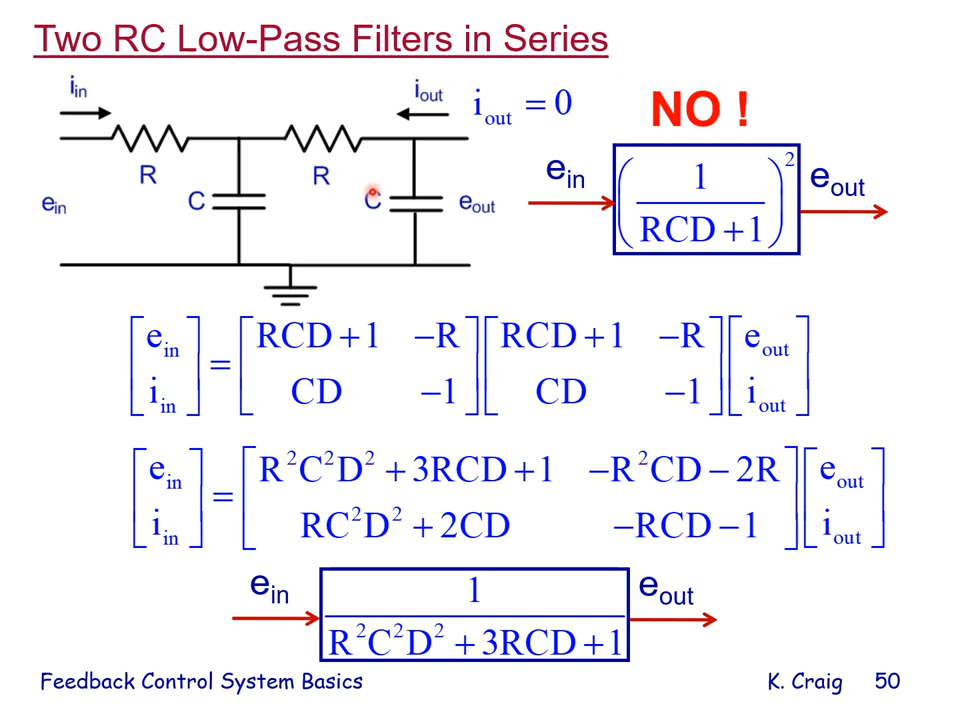 Two RC Low-Pass Filters in Series
i_in
i_out
i_out = 0
NO !
R
R
C
C
e_in
e_out
e_in
(1 / (RCD + 1))^2
e_out
[e_in; i_in] = [RCD + 1  −R; CD  −1] [RCD + 1  −R; CD  −1] [e_out; i_out]
[e_in; i_in] = [R²C²D² + 3RCD + 1  −R²CD − 2R; RC²D² + 2CD  −RCD − 1] [e_out; i_out]
e_in
1 / (R²C²D² + 3RCD + 1)
e_out
Feedback Control System Basics
K. Craig 50